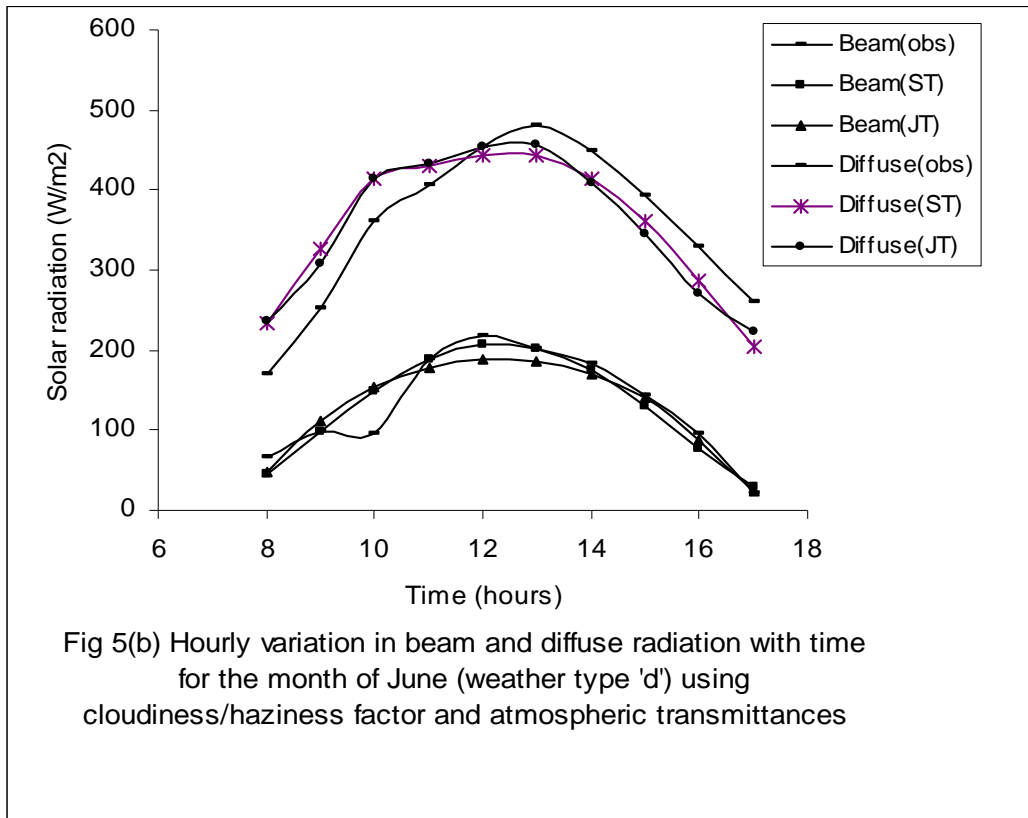 600
500
400
300
200
100
0
Solar radiation (W/m2)
6 8 10 12 14 16 18
Time (hours)
Beam(obs)
Beam(ST)
Beam(JT)
Diffuse(obs)
Diffuse(ST)
Diffuse(JT)
Fig 5(b) Hourly variation in beam and diffuse radiation with time
for the month of June (weather type 'd') using
cloudiness/haziness factor and atmospheric transmittances